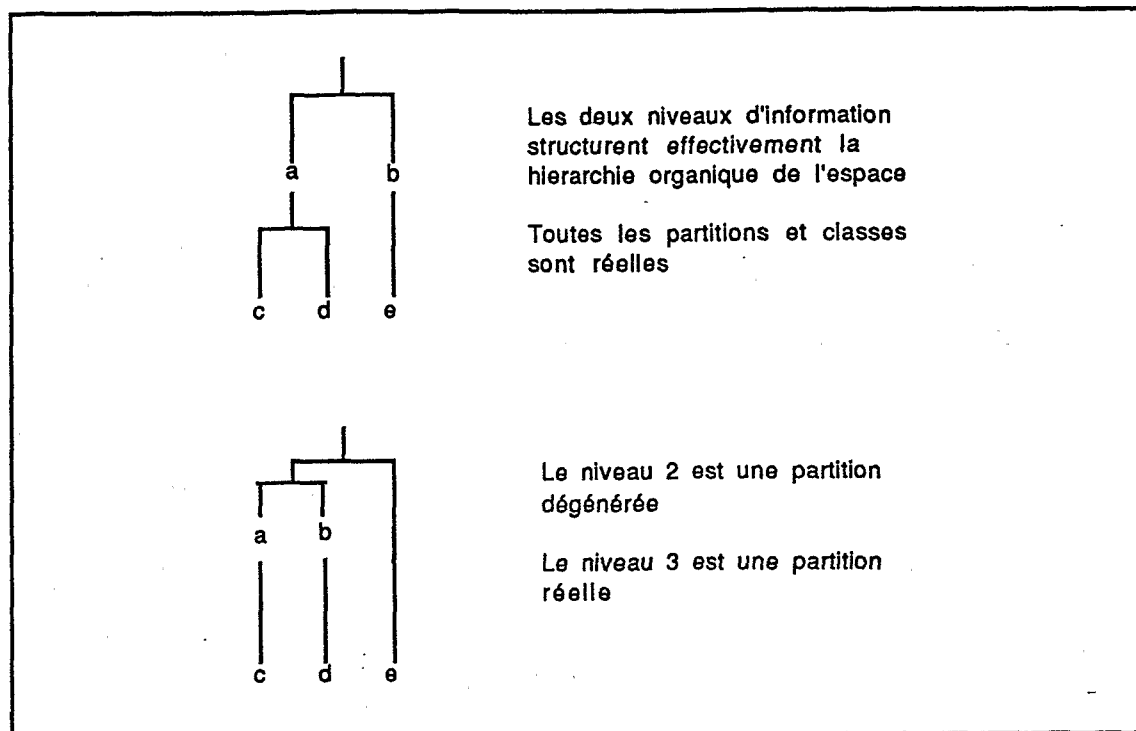 Les deux niveaux d'information
structurent effectivement la
hierarchie organique de l'espace
a b
Toutes les partitions et classes
sont réelles
c d e
Le niveau 2 est une partition
dégénérée
a b
Le niveau 3 est une partition
réelle
c d e